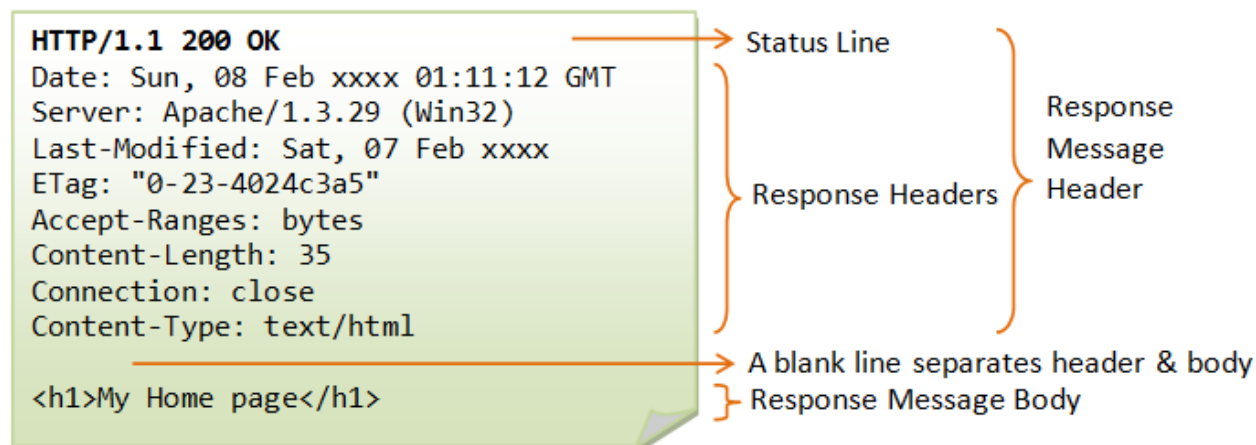 HTTP/1.1 200 OK
Date: Sun, 08 Feb xxxx 01:11:12 GMT
Server: Apache/1.3.29 (Win32)
Last-Modified: Sat, 07 Feb xxxx
ETag: "0-23-4024c3a5"
Accept-Ranges: bytes
Content-Length: 35
Connection: close
Content-Type: text/html
<h1>My Home page</h1>
Status Line
Response Headers
A blank line separates header & body
Response Message Body
Response
Message
Header